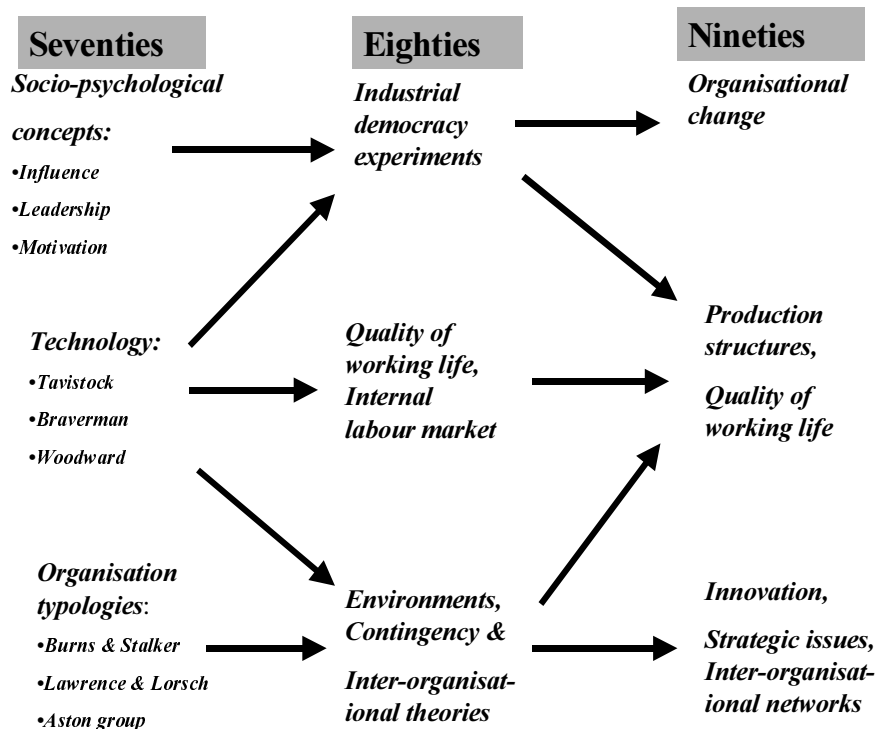 Seventies
Socio-psychological
concepts:
•Influence
•Leadership
•Motivation
Technology:
•Tavistock
•Braverman
•Woodward
Organisation
typologies:
•Burns & Stalker
•Lawrence & Lorsch
•Aston group
Eighties
Industrial
democracy
experiments
Quality of
working life,
Internal
labour market
Environments,
Contingency &
Inter-organisat-
ional theories
Nineties
Organisational
change
Production
structures,
Quality of
working life
Innovation,
Strategic issues,
Inter-organisat-
ional networks